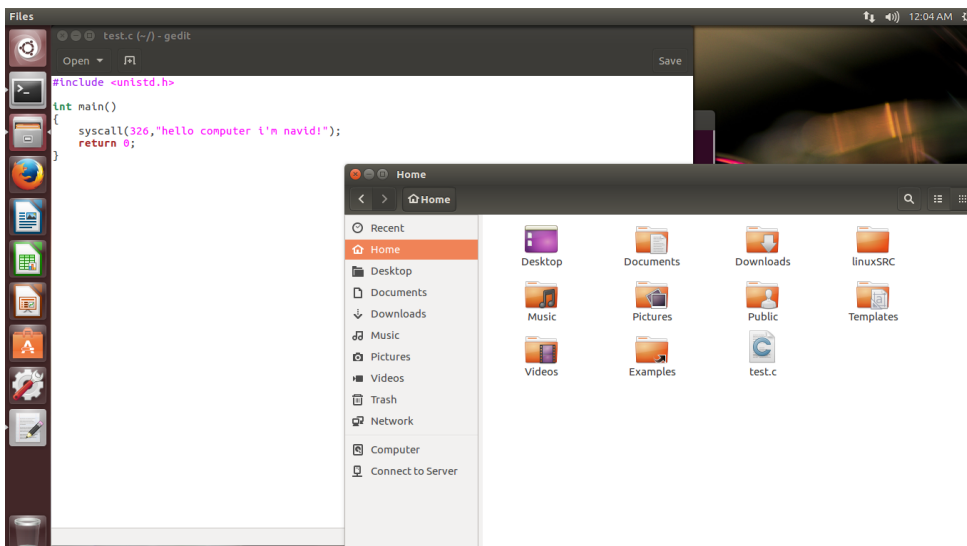 Files
12:04 AM
test.c (~/) - gedit
Open
Save
#include <unistd.h>
int main()
{
    syscall(326,"hello computer i'm navid!");
    return 0;
}
Home
Home
Recent
Home
Desktop
Documents
Downloads
Music
Pictures
Videos
Trash
Network
Computer
Connect to Server
Desktop
Documents
Downloads
linuxSRC
Music
Pictures
Public
Templates
Videos
Examples
test.c